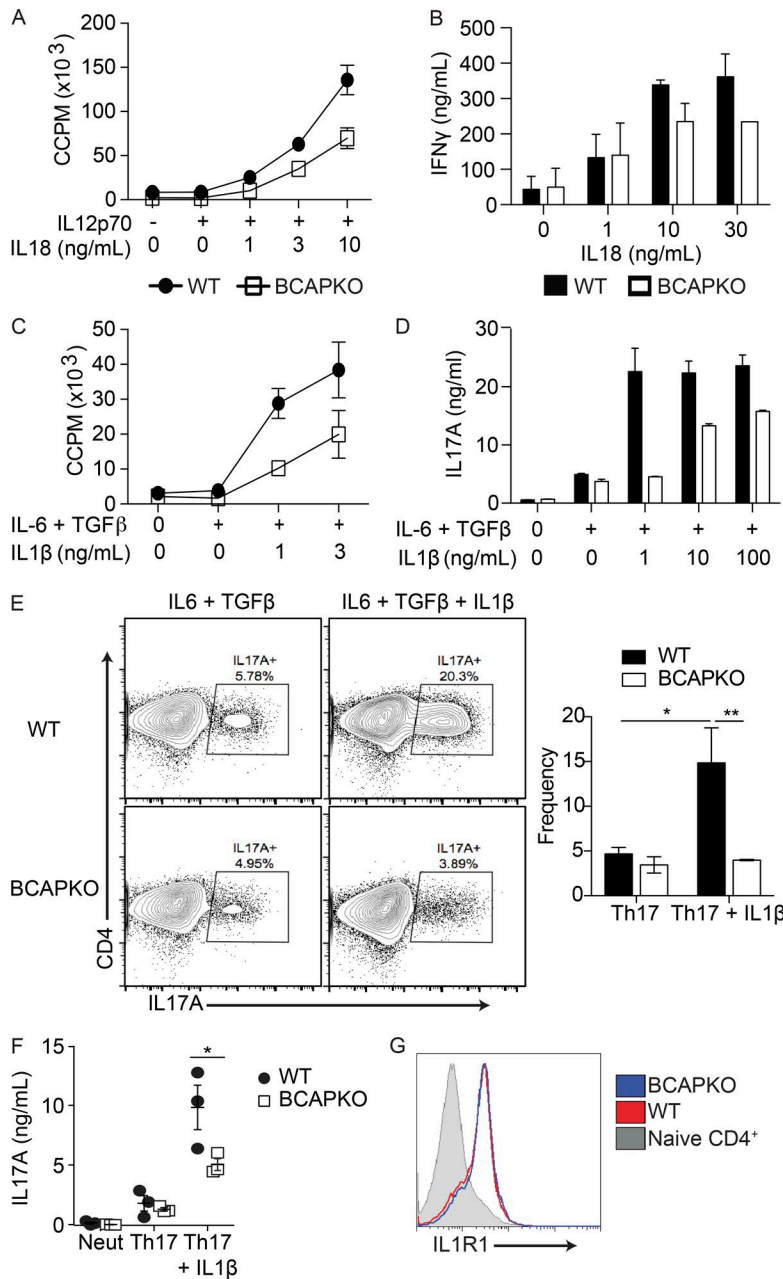 A
CCPM (x10³)
200
150
100
50
0
IL12p70 - + + + +
IL18 (ng/mL) 0 0 1 3 10
WT BCAPKO
B
IFNγ (ng/mL)
500
400
300
200
100
0
0 1 10 30
IL18 (ng/mL)
WT BCAPKO
C
CCPM (x10³)
50
40
30
20
10
0
IL-6 + TGFβ 0 + + +
IL1β (ng/mL) 0 0 1 3
D
IL17A (ng/ml)
30
20
10
0
IL-6 + TGFβ 0 + + + +
IL1β (ng/mL) 0 0 1 10 100
E
IL6 + TGFβ IL6 + TGFβ + IL1β
WT
IL17A+
5.78%
IL17A+
20.3%
BCAPKO
IL17A+
4.95%
IL17A+
3.89%
CD4
IL17A
WT
BCAPKO
Frequency
20
15
10
5
0
* **
Th17 Th17 + IL1β
F
IL17A (ng/mL)
15
10
5
0
*
Neut Th17 Th17
+ IL1β
WT
BCAPKO
G
IL1R1
BCAPKO
WT
Naive CD4⁺